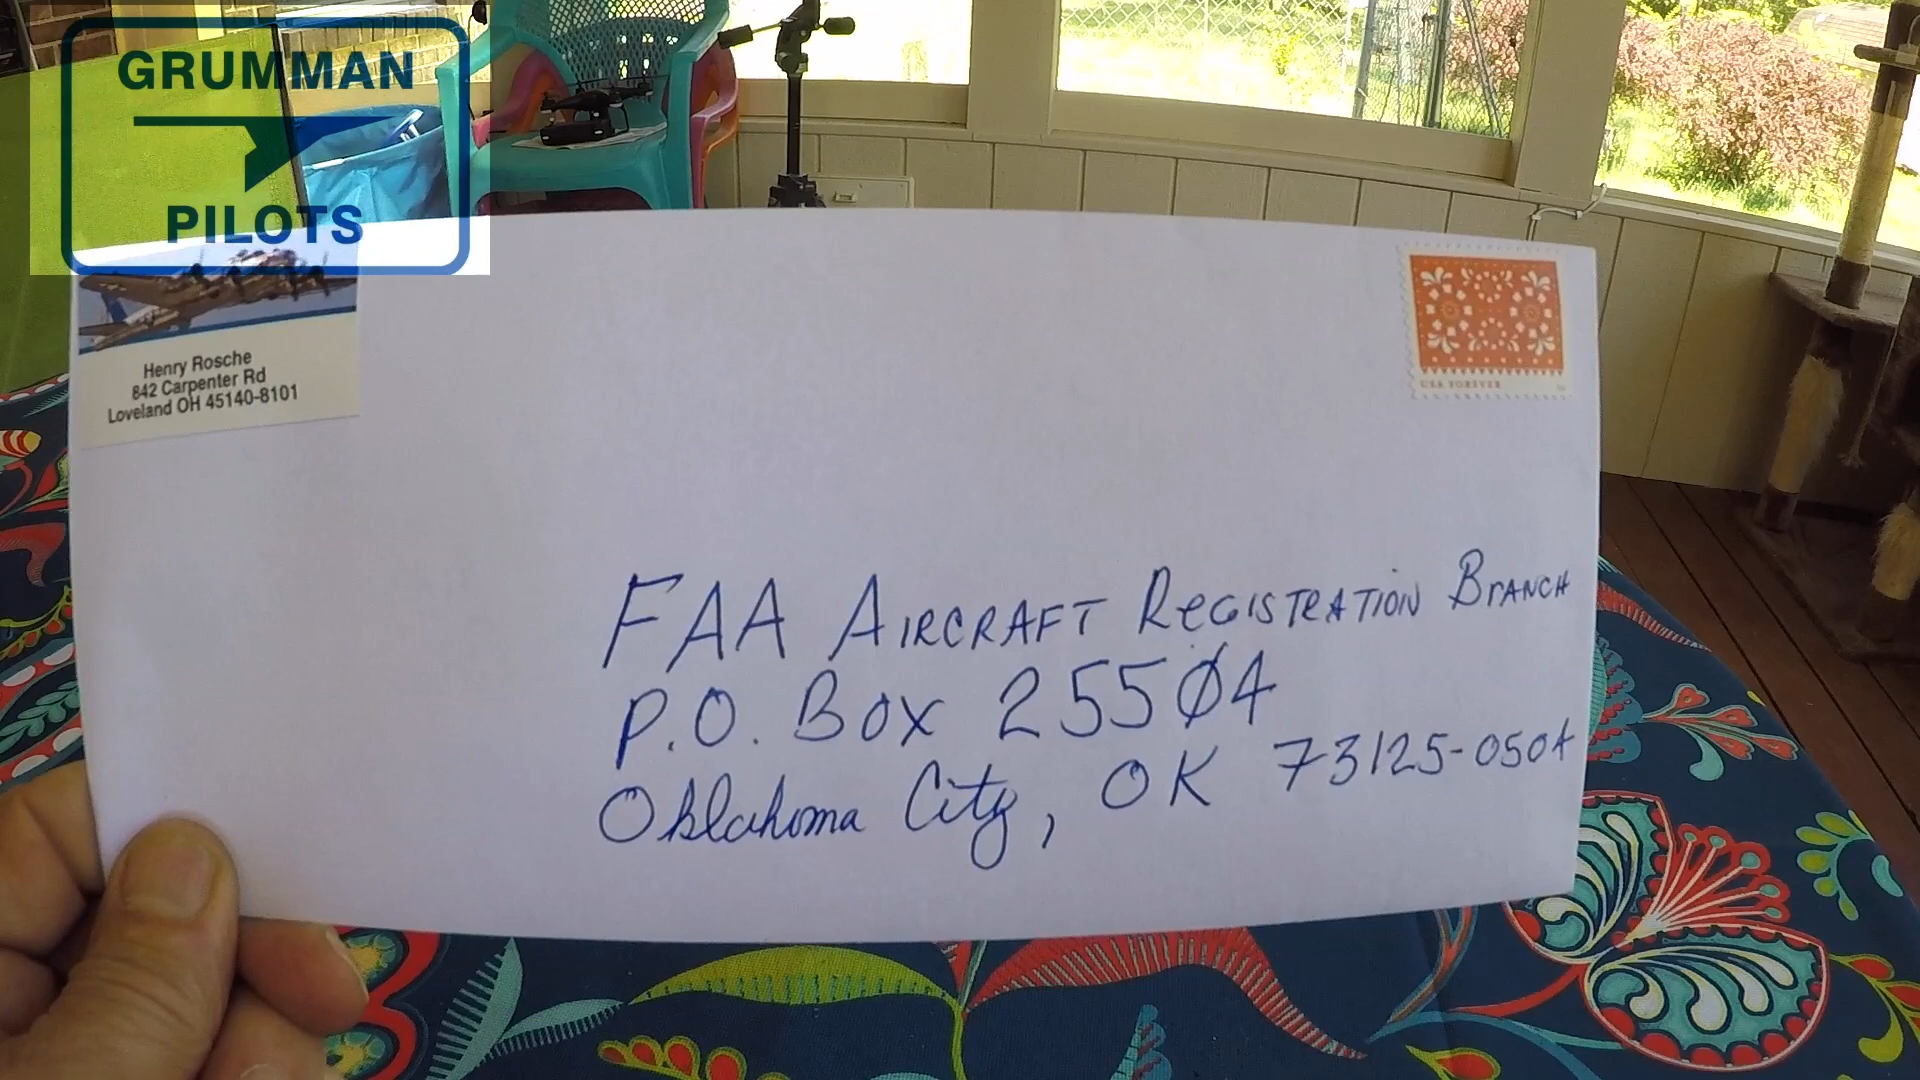 GRUMMAN
PILOTS
Henry Rosche
842 Carpenter Rd
Loveland OH 45140-8101
USA FOREVER
FAA AIRCRAFT REGISTRATION BRANCH
P.O. BOX 25504
Oklahoma City, OK 73125-0504